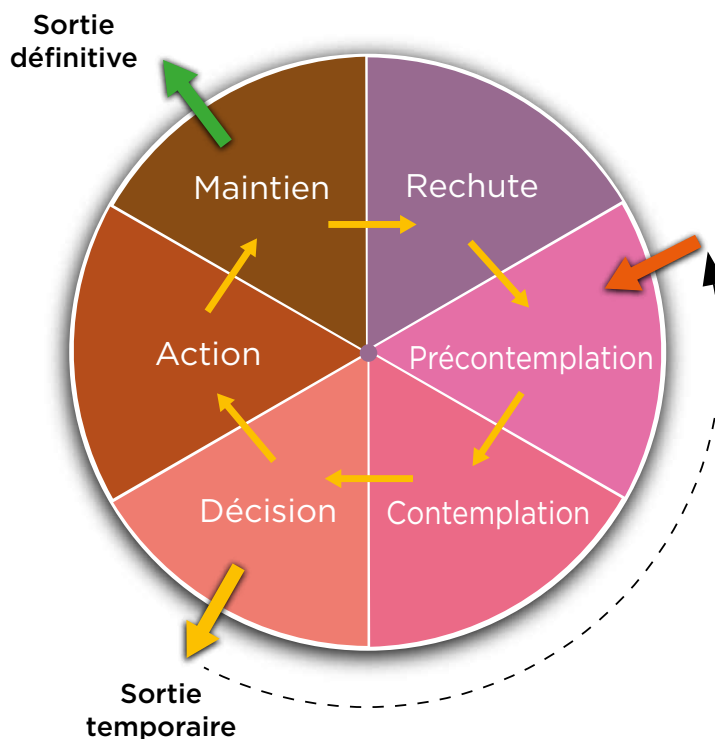 Sortie
définitive
Maintien
Rechute
Action
Précontemplation
Décision
Contemplation
Sortie
temporaire